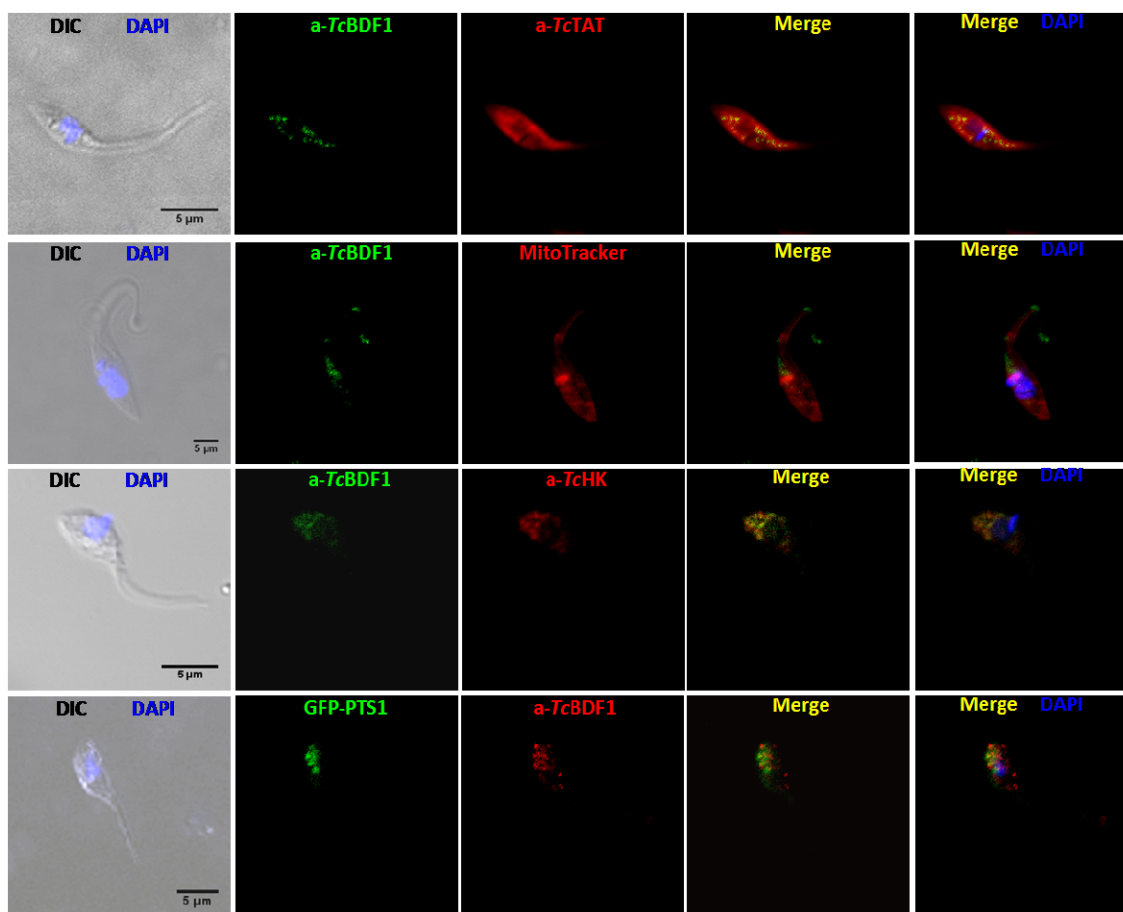 DIC DAPI a-TcBDF1 a-TcTAT Merge Merge DAPI
5 µm
DIC DAPI a-TcBDF1 MitoTracker Merge Merge DAPI
5 µm
DIC DAPI a-TcBDF1 a-TcHK Merge Merge DAPI
5 µm
DIC DAPI GFP-PTS1 a-TcBDF1 Merge Merge DAPI
5 µm